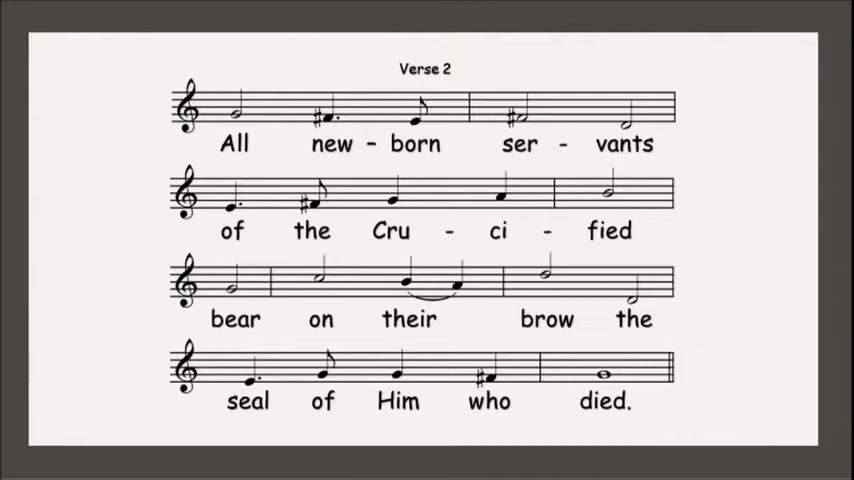 Verse 2
All new - born ser - vants
of the Cru - ci - fied
bear on their brow the
seal of Him who died.